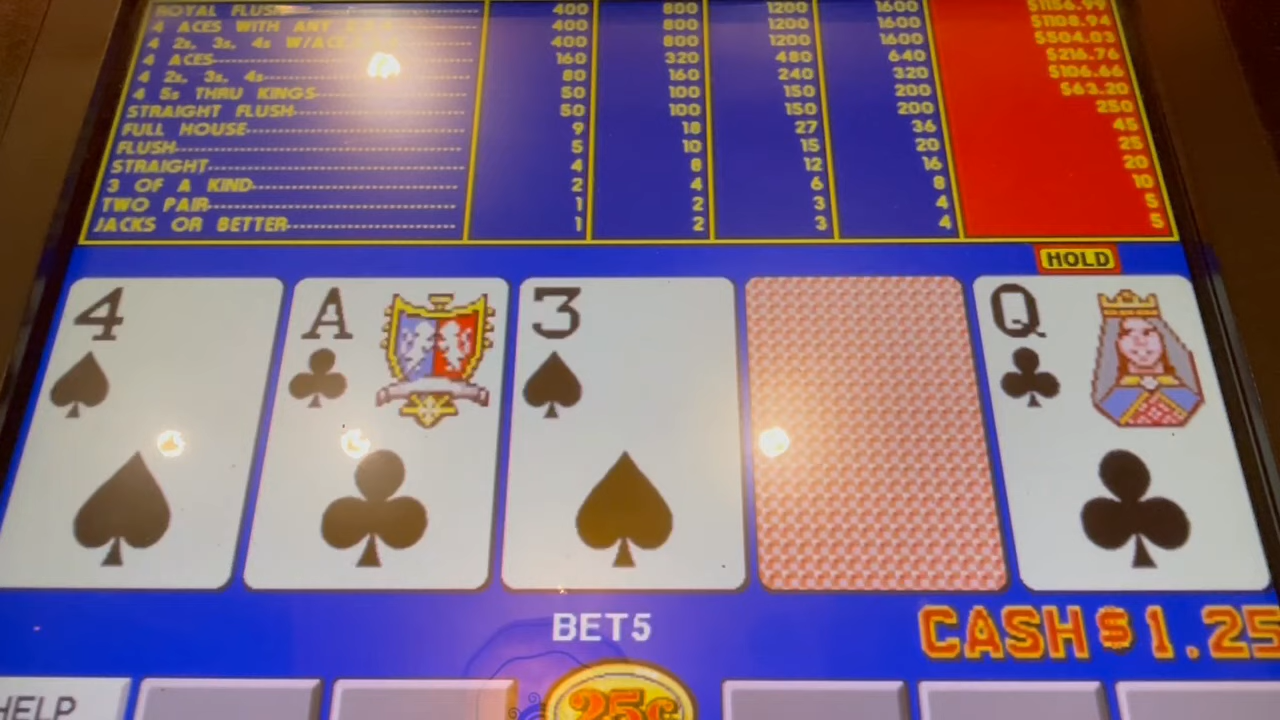 ROYAL FLUSH 400 800 1200 1600 $1156.99
4 ACES WITH ANY 400 800 1200 1600 $1108.94
4 2s, 3s, 4s W/ACE 400 800 1200 1600 $504.03
4 ACES 160 320 480 640 $216.76
4 2s, 3s, 4s 80 160 240 320 $106.66
4 5s THRU KINGS 50 100 150 200 $63.20
STRAIGHT FLUSH 50 100 150 200 250
FULL HOUSE 9 18 27 36 45
FLUSH 5 10 15 20 25
STRAIGHT 4 8 12 16 20
3 OF A KIND 2 4 6 8 10
TWO PAIR 1 2 3 4 5
JACKS OR BETTER 1 2 3 4 5
HOLD
4 A 3 Q
BET5
CASH $1.25
HELP
25¢